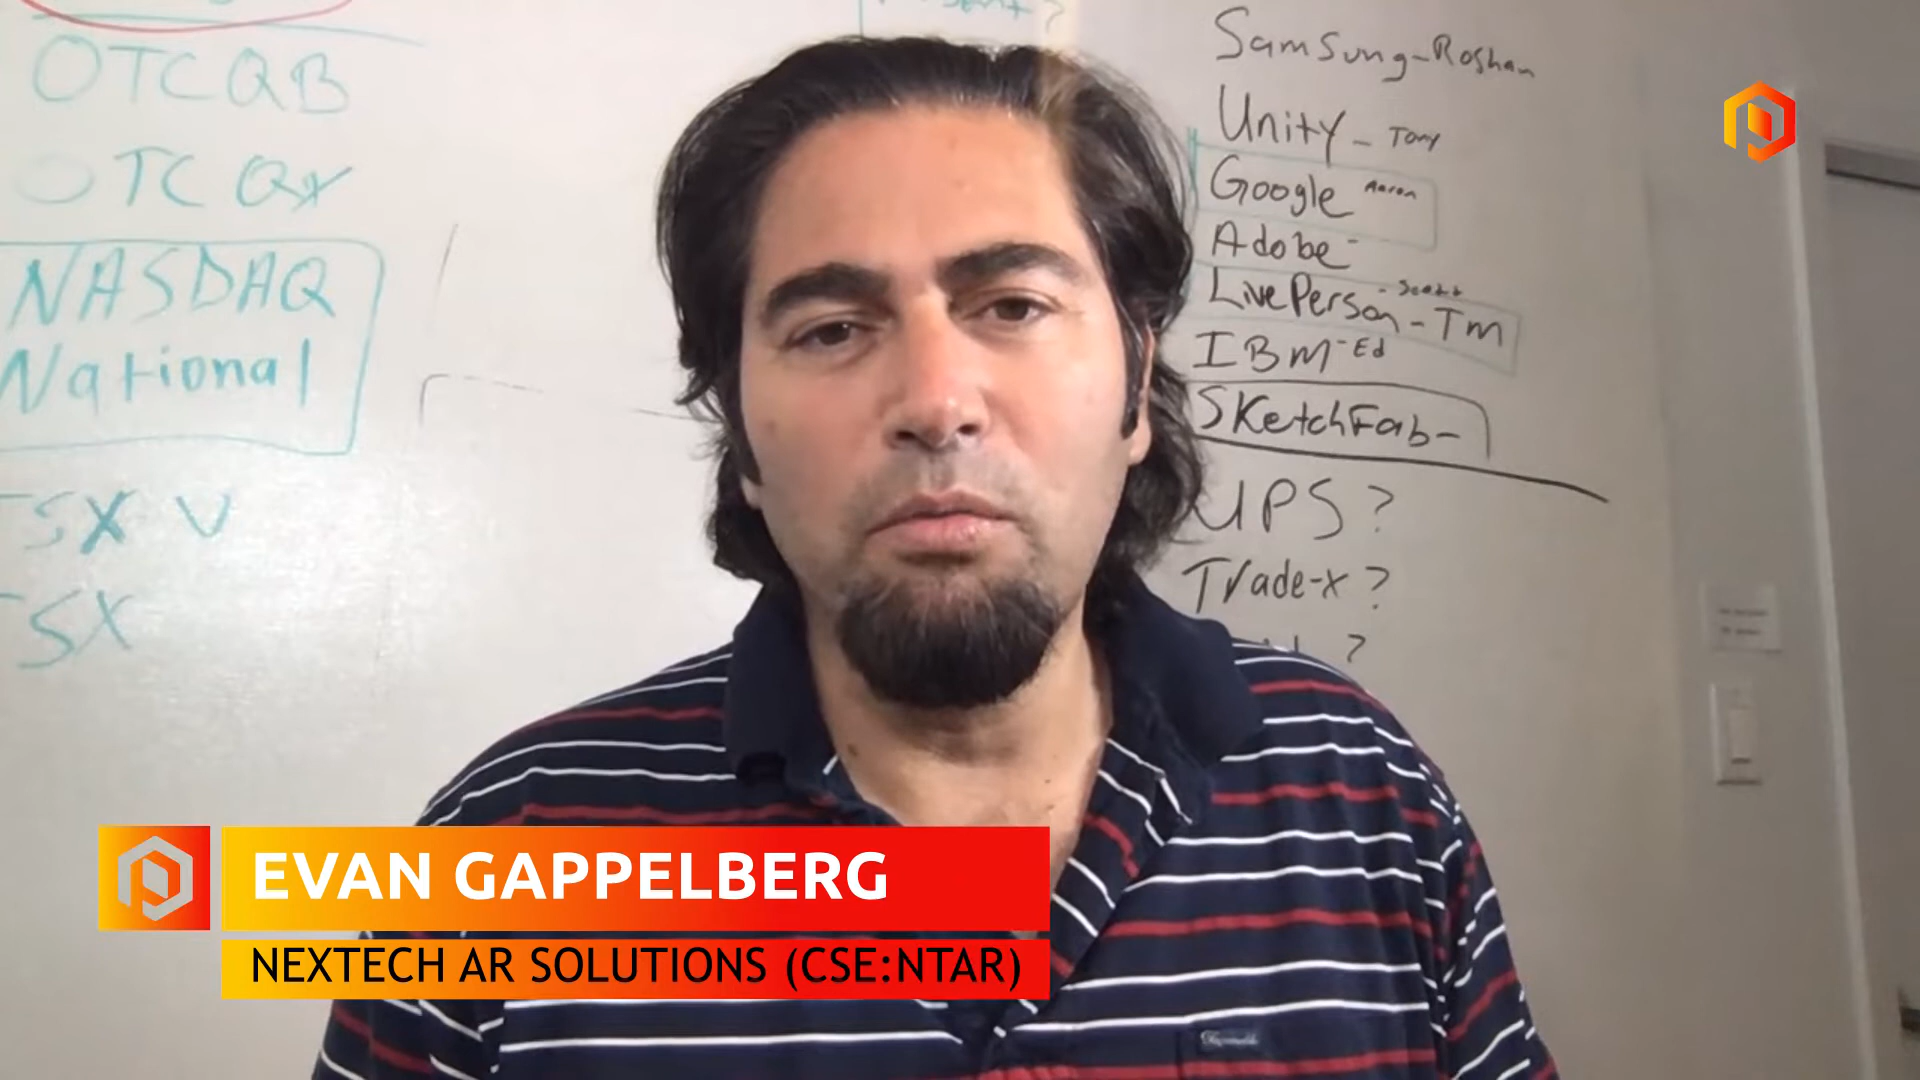 OTCQB
OTCQX
NASDAQ
National
TSX V
TSX
Samsung-Roshan
Unity - Tony
Google Aaron
Adobe -
LivePerson - Scott - TM
IBM - Ed
SketchFab -
UPS?
Trade-x?
?
EVAN GAPPELBERG
NEXTECH AR SOLUTIONS (CSE:NTAR)